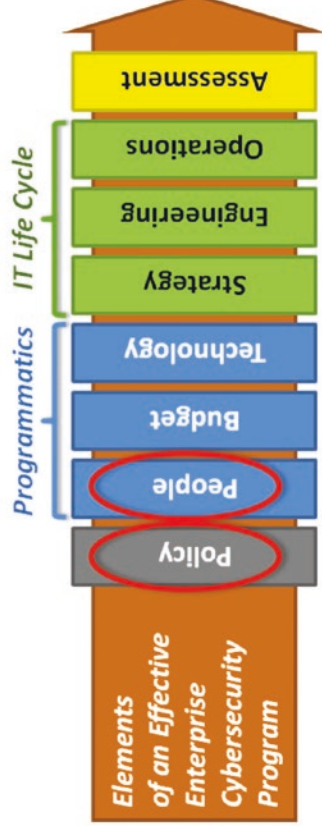 Elements
of an Effective
Enterprise
Cybersecurity
Program
Programmatics
IT Life Cycle
Policy
People
Budget
Technology
Strategy
Engineering
Operations
Assessment